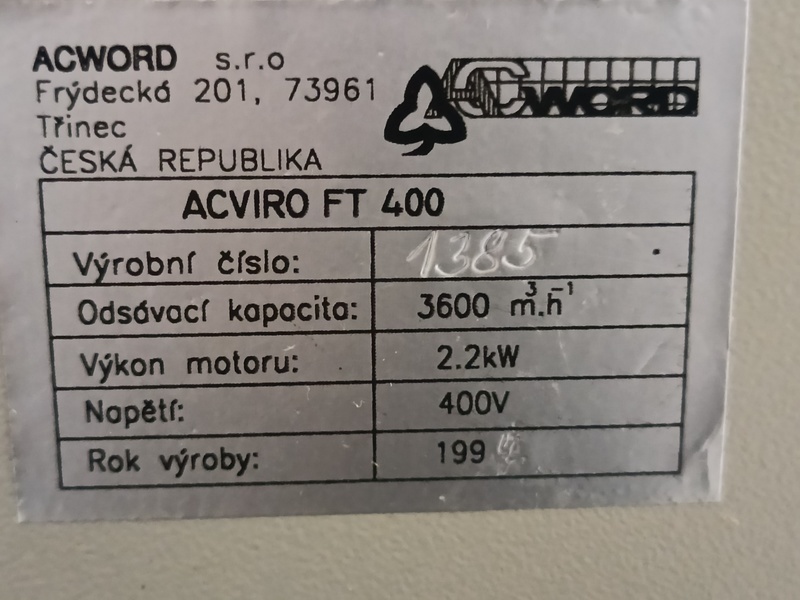 ACWORD s.r.o
Frýdecká 201, 73961
Třinec
ČESKÁ REPUBLIKA
ACWORD
ACVIRO FT 400
Výrobní číslo: 1385
Odsávací kapacita: 3600 m³.h⁻¹
Výkon motoru: 2.2kW
Napětí: 400V
Rok výroby: 199